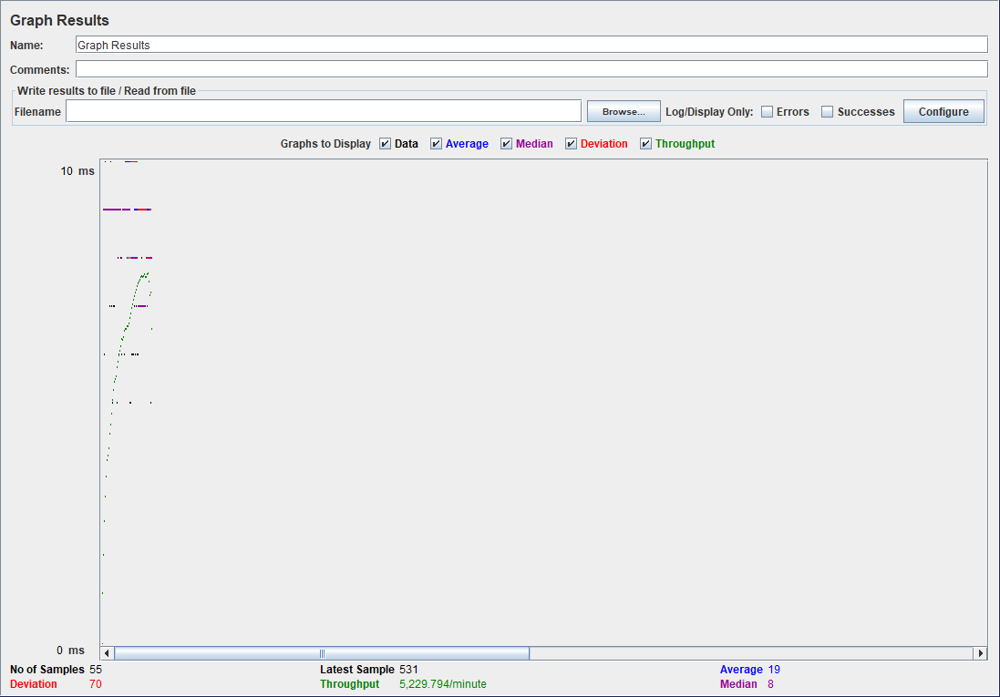 Graph Results
Name: Graph Results
Comments:
Write results to file / Read from file
Filename Browse... Log/Display Only: Errors Successes Configure
Graphs to Display Data Average Median Deviation Throughput
10 ms
0 ms
No of Samples 55 Latest Sample 531 Average 19
Deviation 70 Throughput 5,229.794/minute Median 8